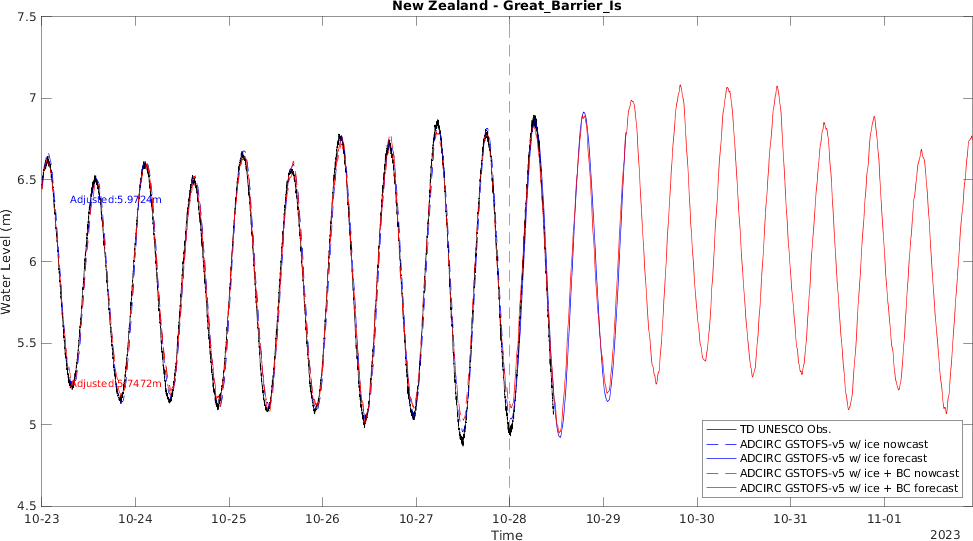 New Zealand - Great_Barrier_Is
7.5
7
6.5
6
5.5
5
4.5
Water Level (m)
Adjusted:5.9724m
Adjusted:5.7472m
TD UNESCO Obs.
ADCIRC GSTOFS-v5 w/ ice nowcast
ADCIRC GSTOFS-v5 w/ ice forecast
ADCIRC GSTOFS-v5 w/ ice + BC nowcast
ADCIRC GSTOFS-v5 w/ ice + BC forecast
10-23 10-24 10-25 10-26 10-27 10-28 10-29 10-30 10-31 11-01
Time
2023